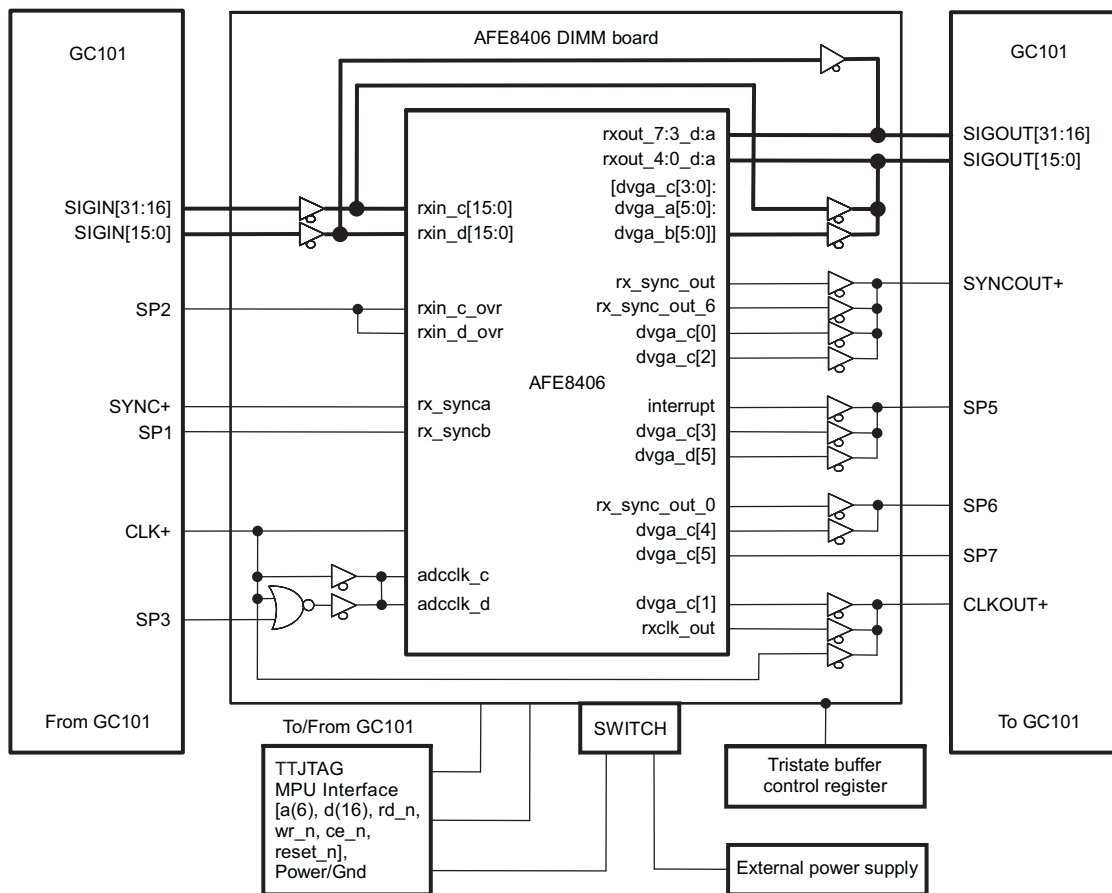 GC101
SIGIN[31:16]
SIGIN[15:0]
SP2
SYNC+
SP1
CLK+
SP3
From GC101
AFE8406 DIMM board
rxin_c[15:0]
rxin_d[15:0]
rxin_c_ovr
rxin_d_ovr
rx_synca
rx_syncb
adcclk_c
adcclk_d
AFE8406
rxout_7:3_d:a
rxout_4:0_d:a
[dvga_c[3:0]:
dvga_a[5:0]:
dvga_b[5:0]]
rx_sync_out
rx_sync_out_6
dvga_c[0]
dvga_c[2]
interrupt
dvga_c[3]
dvga_d[5]
rx_sync_out_0
dvga_c[4]
dvga_c[5]
dvga_c[1]
rxclk_out
GC101
SIGOUT[31:16]
SIGOUT[15:0]
SYNCOUT+
SP5
SP6
SP7
CLKOUT+
To GC101
To/From GC101
TTJTAG
MPU Interface
[a(6), d(16), rd_n,
wr_n, ce_n,
reset_n],
Power/Gnd
SWITCH
Tristate buffer
control register
External power supply